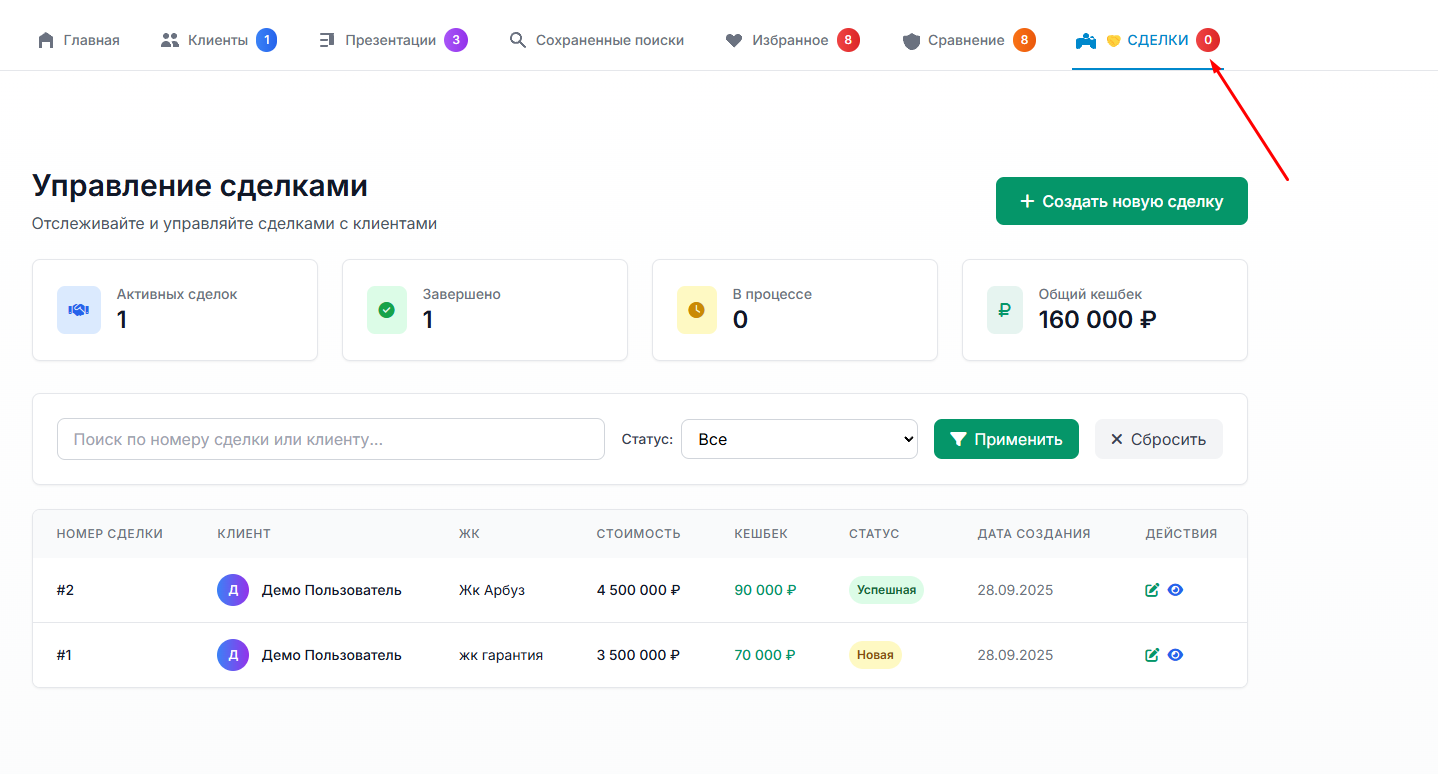 Главная Клиенты 1 Презентации 3 Сохраненные поиски Избранное 8 Сравнение 8 СДЕЛКИ 0
Управление сделками
Отслеживайте и управляйте сделками с клиентами
+ Создать новую сделку
Активных сделок
1
Завершено
1
В процессе
0
Общий кешбек
160 000 ₽
Поиск по номеру сделки или клиенту... Статус: Все Применить Сбросить
НОМЕР СДЕЛКИ КЛИЕНТ ЖК СТОИМОСТЬ КЕШБЕК СТАТУС ДАТА СОЗДАНИЯ ДЕЙСТВИЯ
#2 Д Демо Пользователь Жк Арбуз 4 500 000 ₽ 90 000 ₽ Успешная 28.09.2025
#1 Д Демо Пользователь жк гарантия 3 500 000 ₽ 70 000 ₽ Новая 28.09.2025